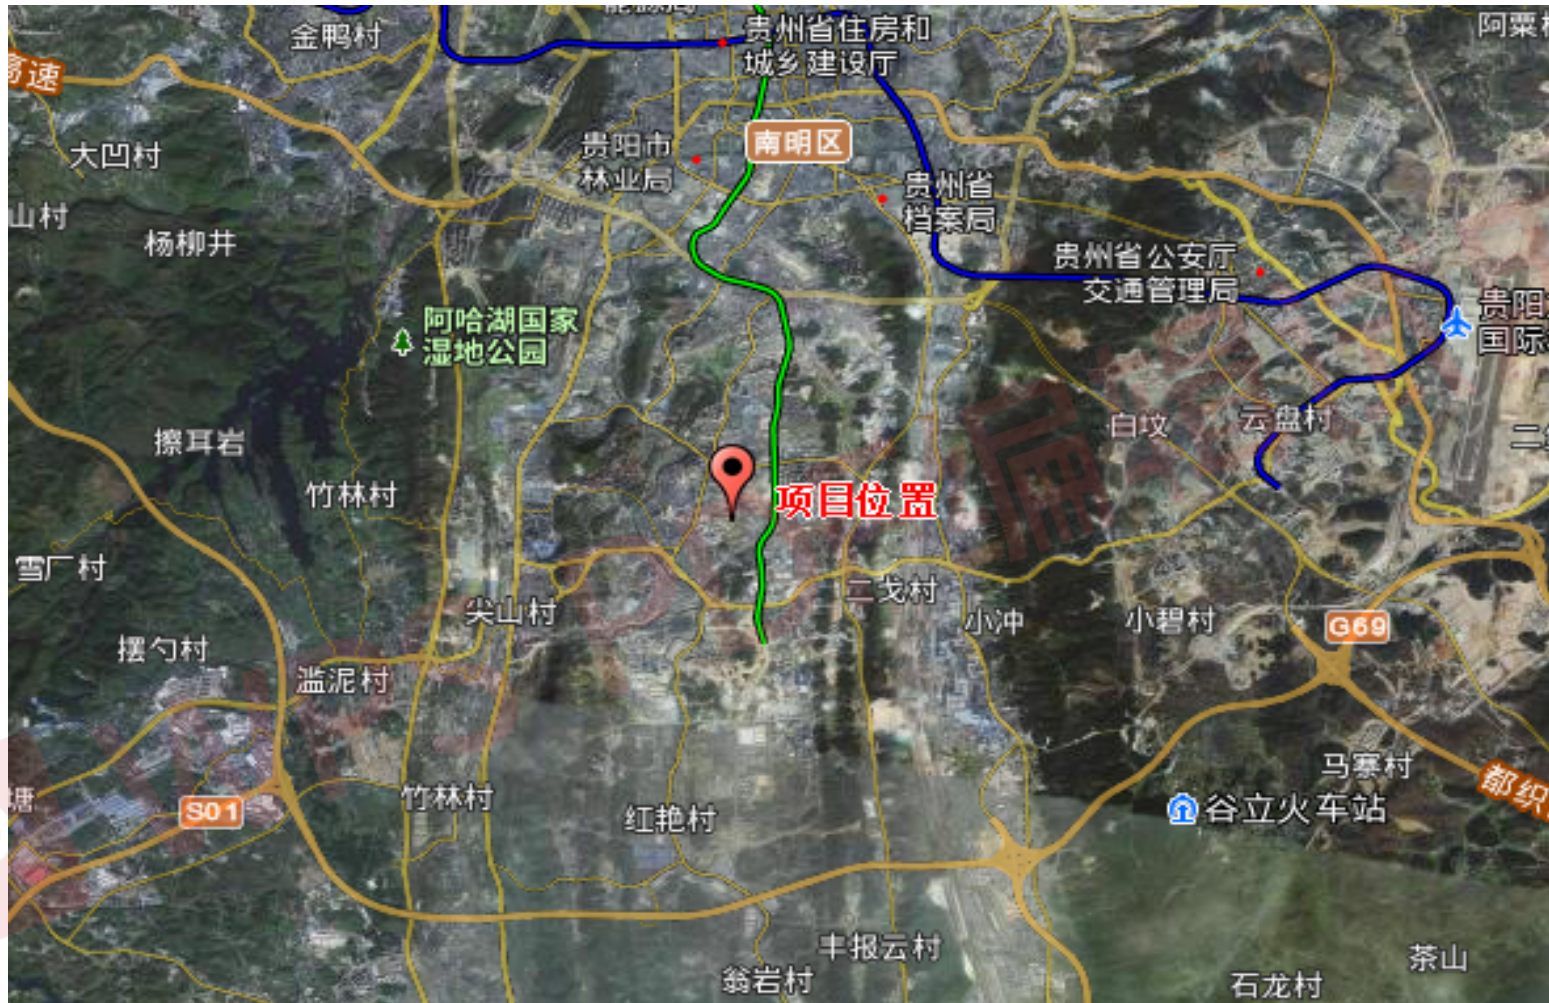 金鸭村
贵州省住房和
城乡建设厅
高速
大凹村
贵阳市
林业局
南明区
贵州省
档案局
山村
杨柳井
贵州省公安厅
交通管理局
阿哈湖国家
湿地公园
贵阳
国际
擦耳岩
白坟
云盘村
竹林村
项目位置
雪厂村
尖山村
二戈村
小冲
小碧村
G69
摆勺村
滥泥村
马寨村
都织
塘
S01
竹林村
红艳村
谷立火车站
丰报云村
翁岩村
茶山
石龙村